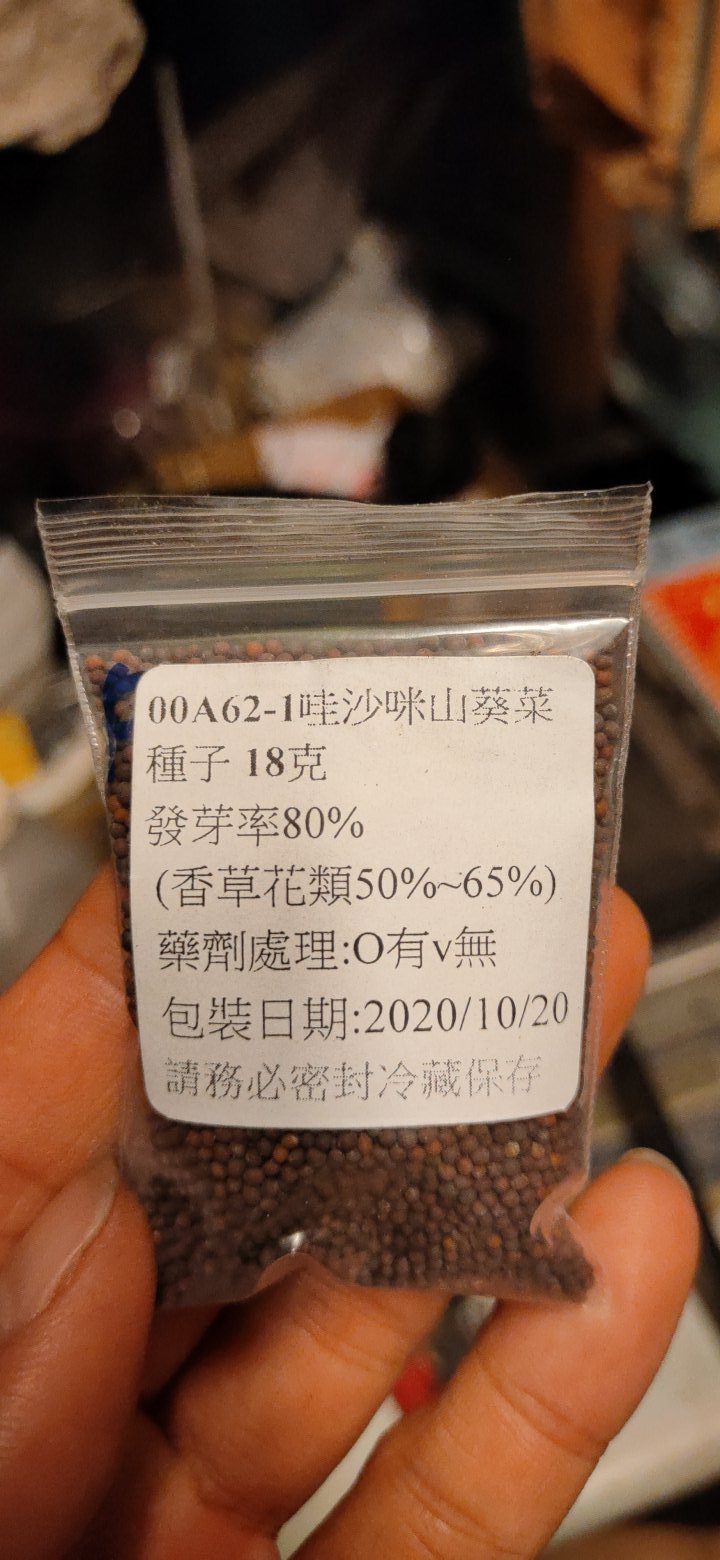 00A62-1哇沙咪山葵菜
種子 18克
發芽率80%
(香草花類50%~65%)
藥劑處理:O有v無
包裝日期:2020/10/20
請務必密封冷藏保存